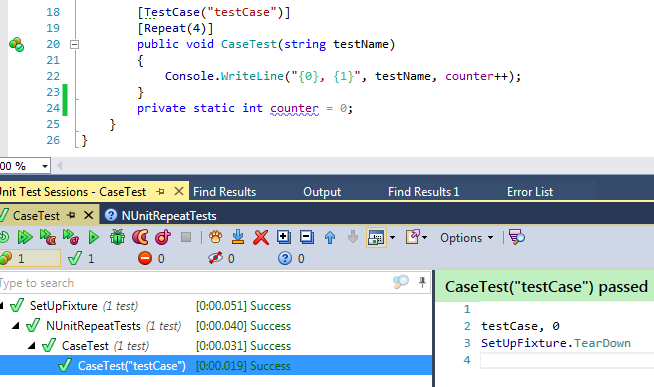 18 [TestCase("testCase")]
19 [Repeat(4)]
20 public void CaseTest(string testName)
21 {
22 Console.WriteLine("{0}, {1}", testName, counter++);
23 }
24 private static int counter = 0;
25 }
26 }
00 %
Unit Test Sessions - CaseTest Find Results Output Find Results 1 Error List
CaseTest NUnitRepeatTests
Options
1 1 0 0 0
Type to search
SetUpFixture (1 test) [0:00.051] Success
NUnitRepeatTests (1 test) [0:00.040] Success
CaseTest (1 test) [0:00.031] Success
CaseTest("testCase") [0:00.019] Success
CaseTest("testCase") passed
1
2 testCase, 0
3 SetUpFixture.TearDown
4